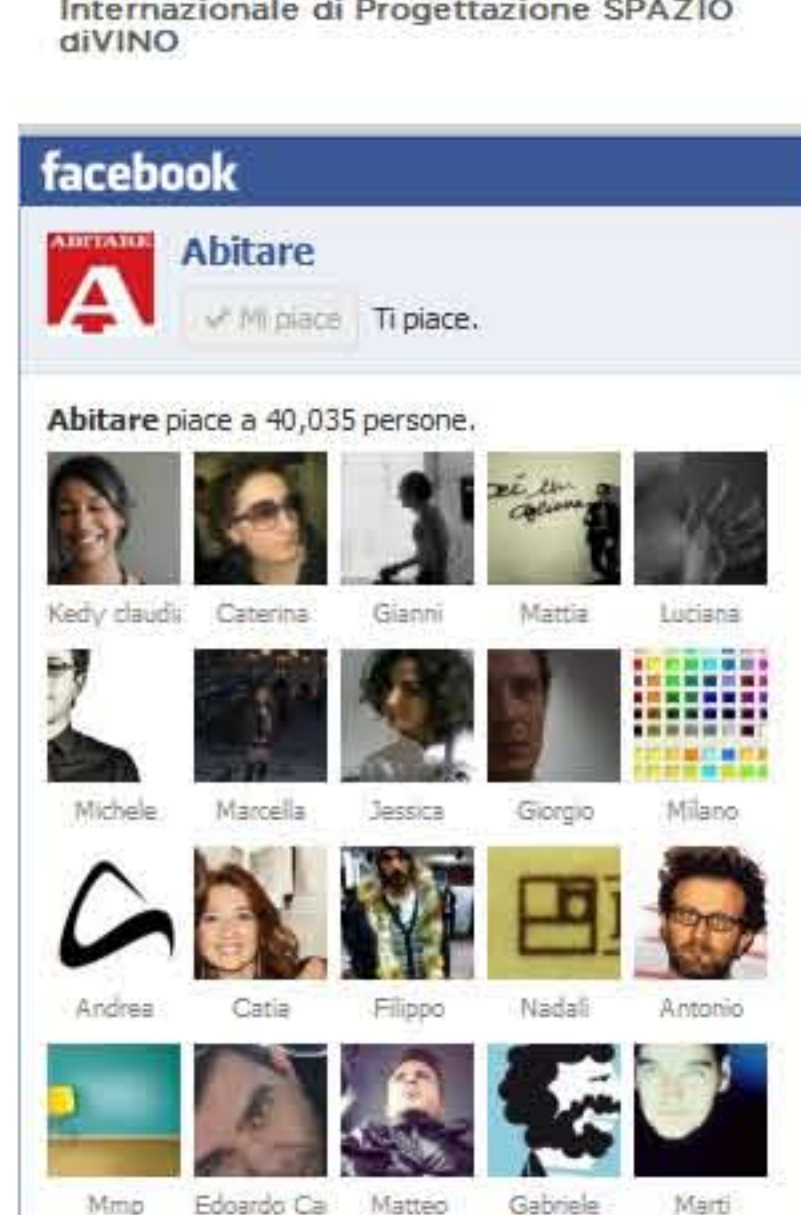 Internazionale di Progettazione SPAZIO
diVINO
facebook
ABITARE
A
Abitare
Mi piace Ti piace.
Abitare piace a 40,035 persone.
Kedy claudi Caterina Gianni Mattia Luciana
Michele Marcella Jessica Giorgio Milano
Andrea Catia Filippo Nadali Antonio
Mmp Edoardo Ca Matteo Gabriele Marti